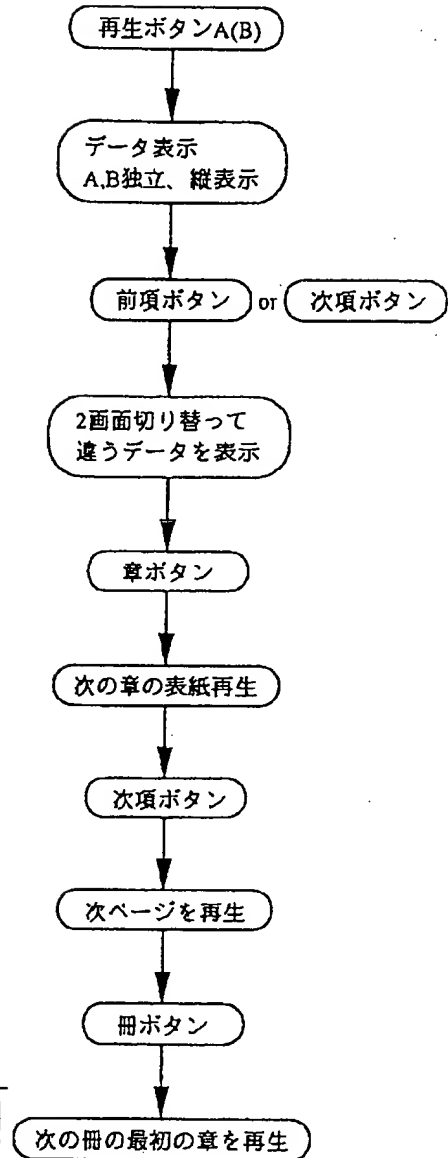 再生ボタンA(B)
データ表示
A,B独立、縦表示
前項ボタン or 次項ボタン
2画面切り替って
違うデータを表示
章ボタン
次の章の表紙再生
次項ボタン
次ページを再生
冊ボタン
次の冊の最初の章を再生